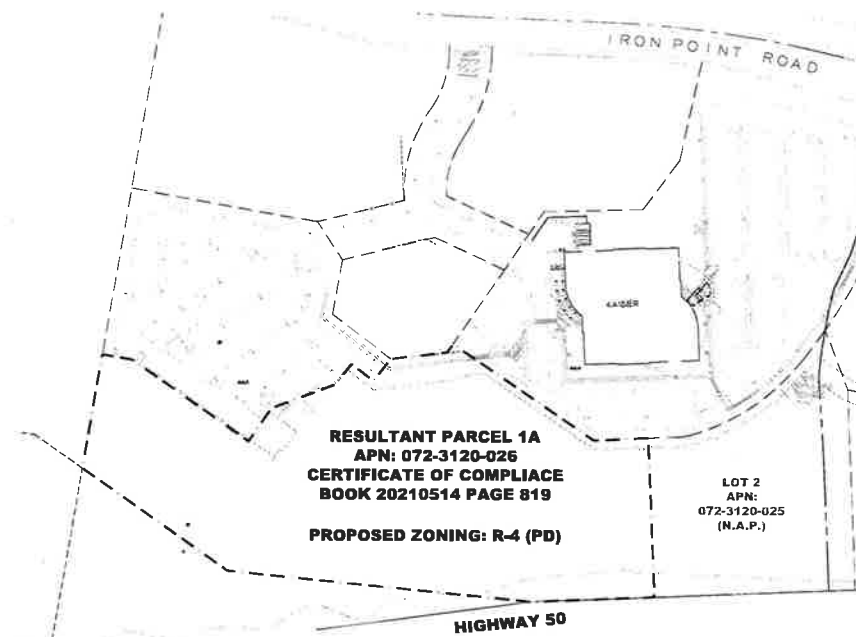 IRON POINT ROAD
KAISER
RESULTANT PARCEL 1A
APN: 072-3120-026
CERTIFICATE OF COMPLIACE
BOOK 20210514 PAGE 819
PROPOSED ZONING: R-4 (PD)
LOT 2
APN:
072-3120-025
(N.A.P.)
HIGHWAY 50